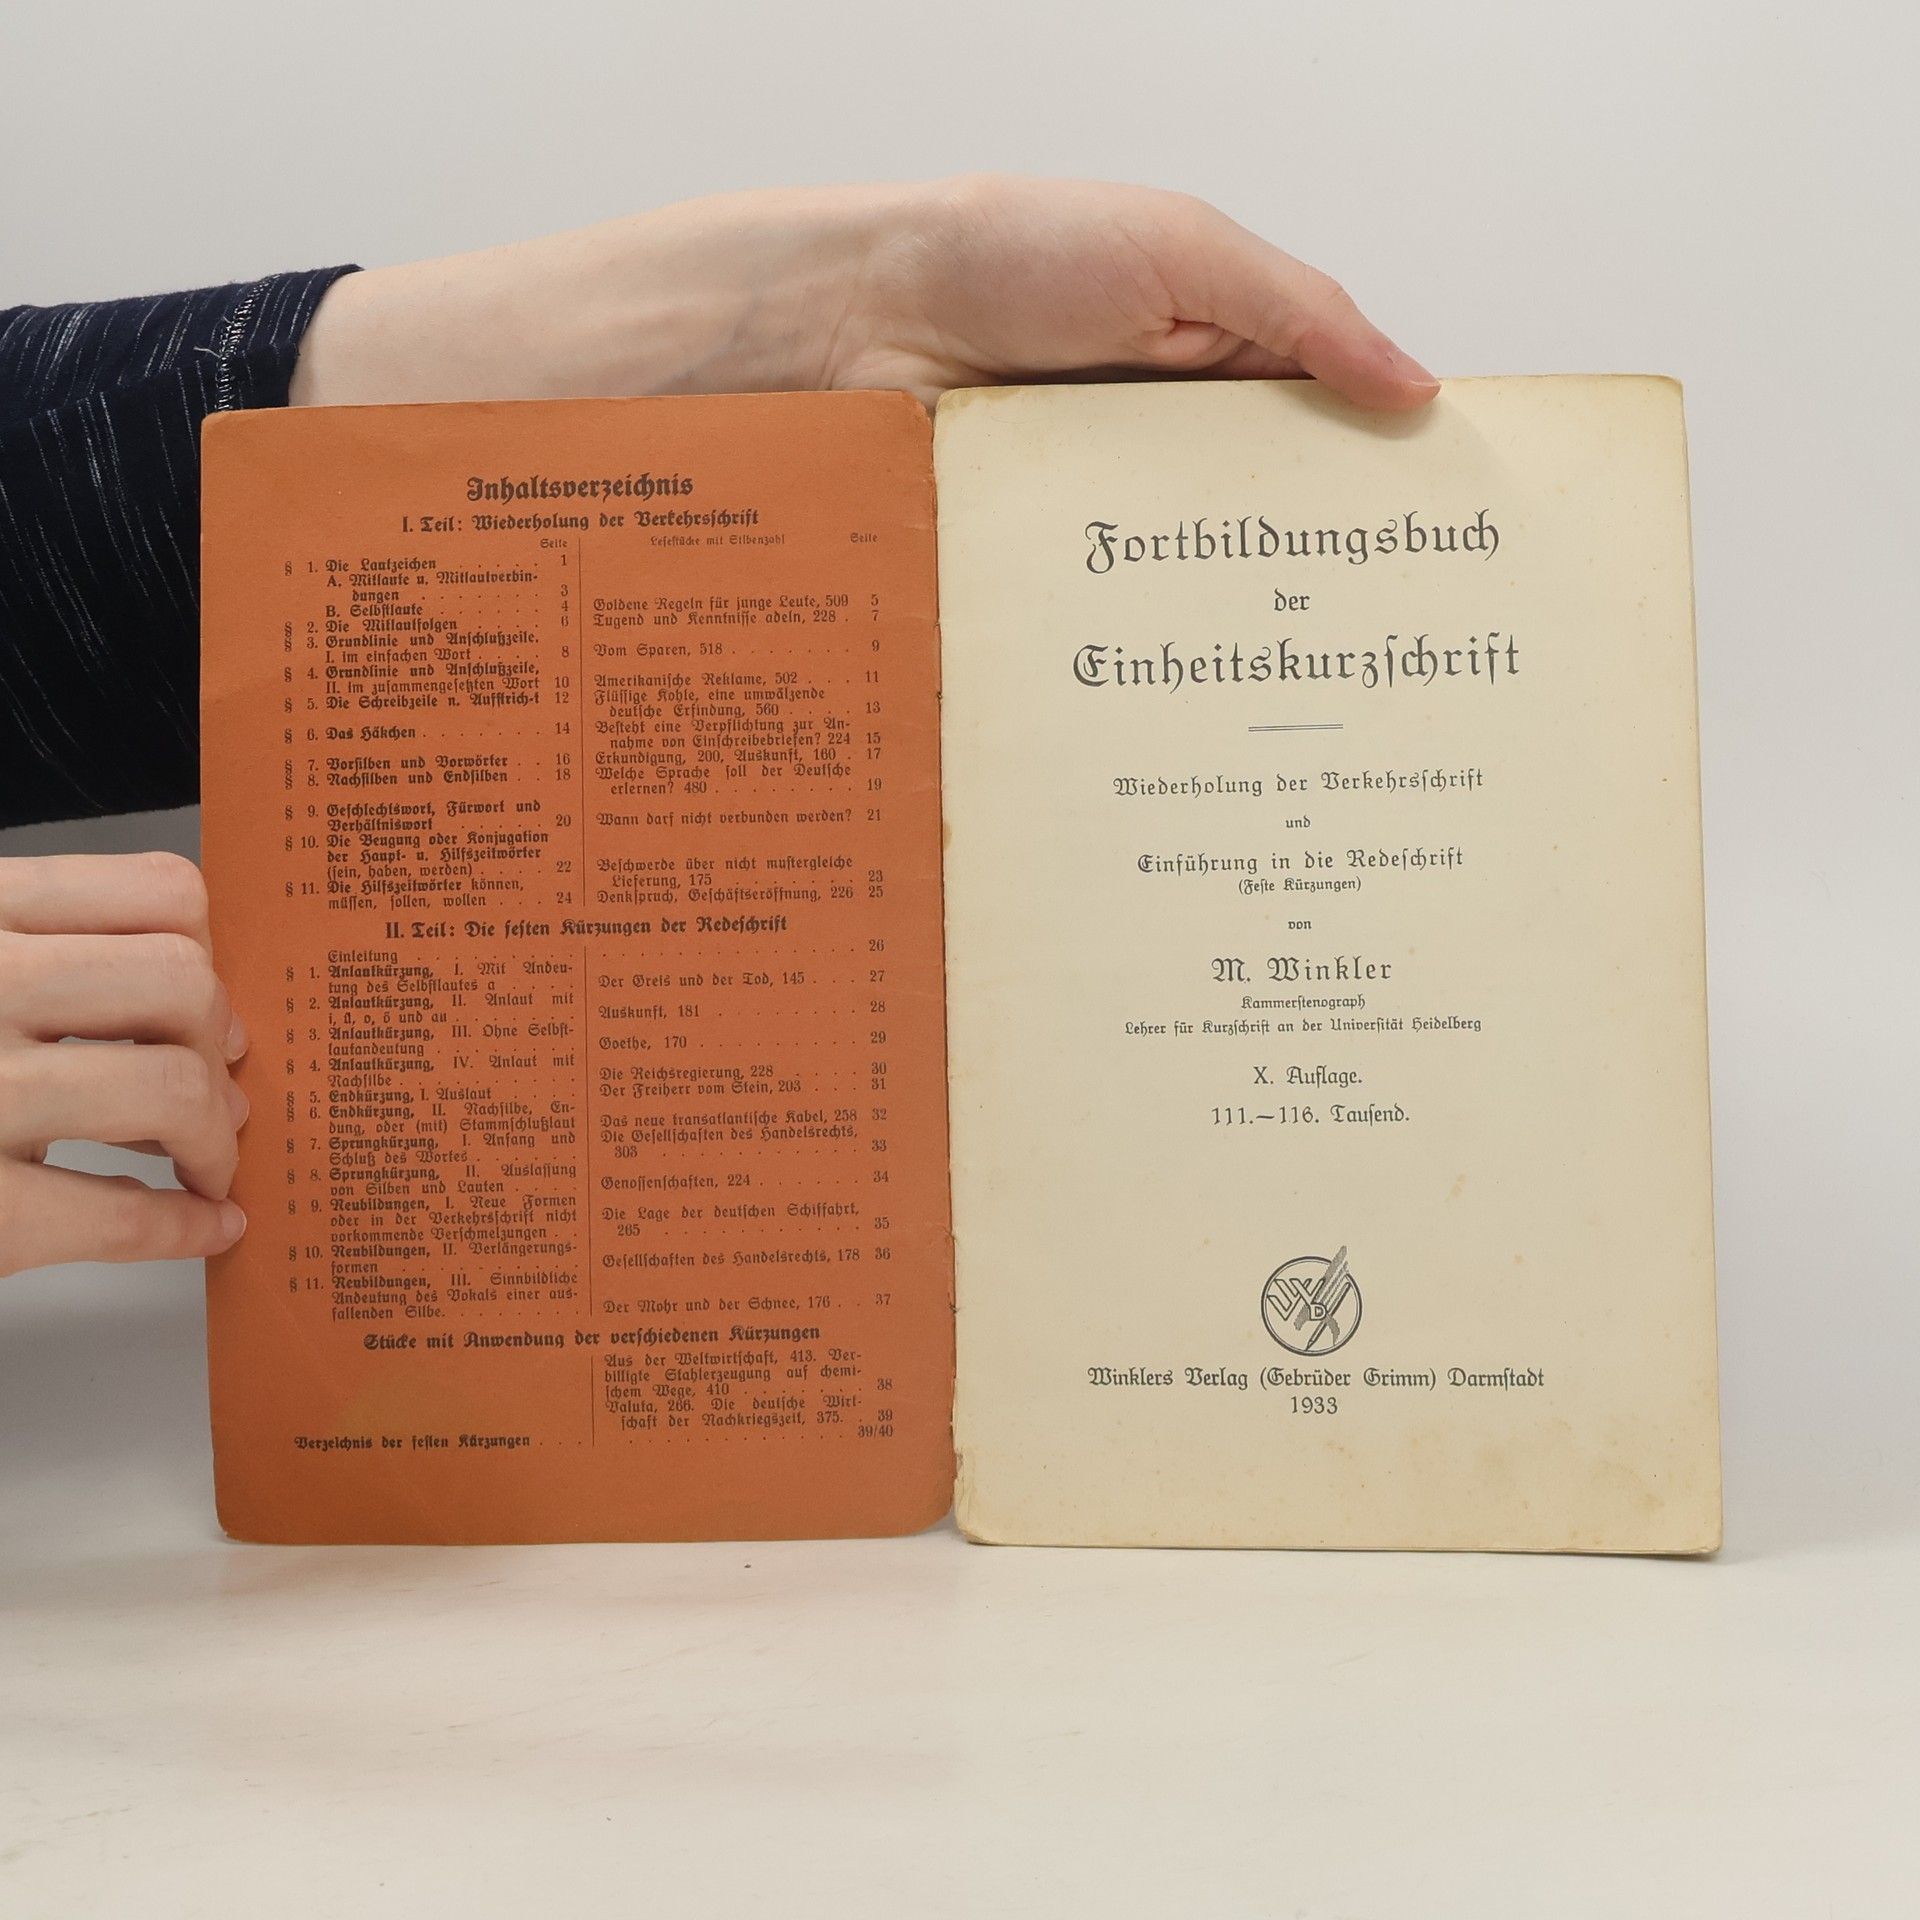 Inhaltsverzeichnis
I. Teil: Wiederholung der Verkehrsschrift
Seite
Lesestücke mit Silbenzahl Seite
§ 1. Die Lautzeichen . . . . . 1
A. Mitlaute u. Mitlautverbin-
dungen . . . . . . . . 3
B. Selbstlaute . . . . . . 4
Goldene Regeln für junge Leute, 509 5
§ 2. Die Mitlautfolgen . . . . 6
Tugend und Kenntnisse adeln, 228 . 7
§ 3. Grundlinie und Anschlußzeile.
I. im einfachen Wort . . . . 8
Vom Sparen, 518 . . . . . . . 9
§ 4. Grundlinie und Anschlußzeile,
II. im zusammengesetzten Wort 10
Amerikanische Reklame, 502 . . . 11
§ 5. Die Schreibzeile u. Aufstrich-t 12
Flüssige Kohle, eine umwälzende
deutsche Erfindung, 560 . . . . 13
§ 6. Das Häkchen . . . . . . . 14
Besteht eine Verpflichtung zur An-
nahme von Einschreibebriefen? 224 15
§ 7. Vorsilben und Vorwörter . . 16
Erkundigung, 200, Auskunft, 160 . 17
§ 8. Nachsilben und Endsilben . . 18
Welche Sprache soll der Deutsche
erlernen? 480 . . . . . . . . 19
§ 9. Geschlechtswort, Fürwort und
Verhältniswort . . . . . 20
Wann darf nicht verbunden werden? 21
§ 10. Die Beugung oder Konjugation
der Haupt- u. Hilfszeitwörter
(sein, haben, werden) . . . . 22
Beschwerde über nicht mustergleiche
Lieferung, 175 . . . . . . . 23
§ 11. Die Hilfszeitwörter können,
müssen, sollen, wollen . . . 24
Denkspruch, Geschäftseröffnung, 226 25
II. Teil: Die festen Kürzungen der Redeschrift
Einleitung . . . . . . . . . . . . . . . . . . 26
§ 1. Anlautkürzung, I. Mit Andeu-
tung des Selbstlautes a . . . .
Der Greis und der Tod, 145 . . . 27
§ 2. Anlautkürzung, II. Anlaut mit
i, ü, o, ö und au . . . . . . .
Auskunft, 181 . . . . . . . . 28
§ 3. Anlautkürzung, III. Ohne Selbst-
lautandeutung . . . . . . . .
Goethe, 170 . . . . . . . . . 29
§ 4. Anlautkürzung, IV. Anlaut mit
Nachsilbe . . . . . . . . . .
Die Reichsregierung, 228 . . . . 30
§ 5. Endkürzung, I. Auslaut . . . .
Der Freiherr vom Stein, 203 . . . 31
§ 6. Endkürzung, II. Nachsilbe, En-
dung, oder (mit) Stammschlußlaut
Das neue transatlantische Kabel, 258 32
§ 7. Sprungkürzung, I. Anfang und
Schluß des Wortes . . . . . .
Die Gesellschaften des Handelsrechts,
303 . . . . . . . . . . . 33
§ 8. Sprungkürzung, II. Auslassung
von Silben und Lauten . . . .
Genossenschaften, 224 . . . . . . 34
§ 9. Neubildungen, I. Neue Formen
oder in der Verkehrsschrift nicht
vorkommende Verschmelzungen . .
Die Lage der deutschen Schiffahrt,
265 . . . . . . . . . . . 35
§ 10. Neubildungen, II. Verlängerungs-
formen . . . . . . . . . .
Gesellschaften des Handelsrechts, 178 36
§ 11. Neubildungen, III. Sinnbildliche
Andeutung des Vokals einer aus-
fallenden Silbe. . . . . . . .
Der Mohr und der Schnee, 176 . . 37
Stücke mit Anwendung der verschiedenen Kürzungen
Aus der Weltwirtschaft, 413. Ver-
billigte Stahlerzeugung auf chemi-
schem Wege, 410 . . . . . . . 38
Valuta, 266. Die deutsche Wirt-
schaft der Nachkriegszeit, 375. . 39
Verzeichnis der festen Kürzungen . . . . . . . . . . . . . 39/40
Fortbildungsbuch
der
Einheitskurzschrift
Wiederholung der Verkehrsschrift
und
Einführung in die Redeschrift
(Feste Kürzungen)
von
M. Winkler
Kammerstenograph
Lehrer für Kurzschrift an der Universität Heidelberg
X. Auflage.
111.—116. Tausend.
WVD
Winklers Verlag (Gebrüder Grimm) Darmstadt
1933